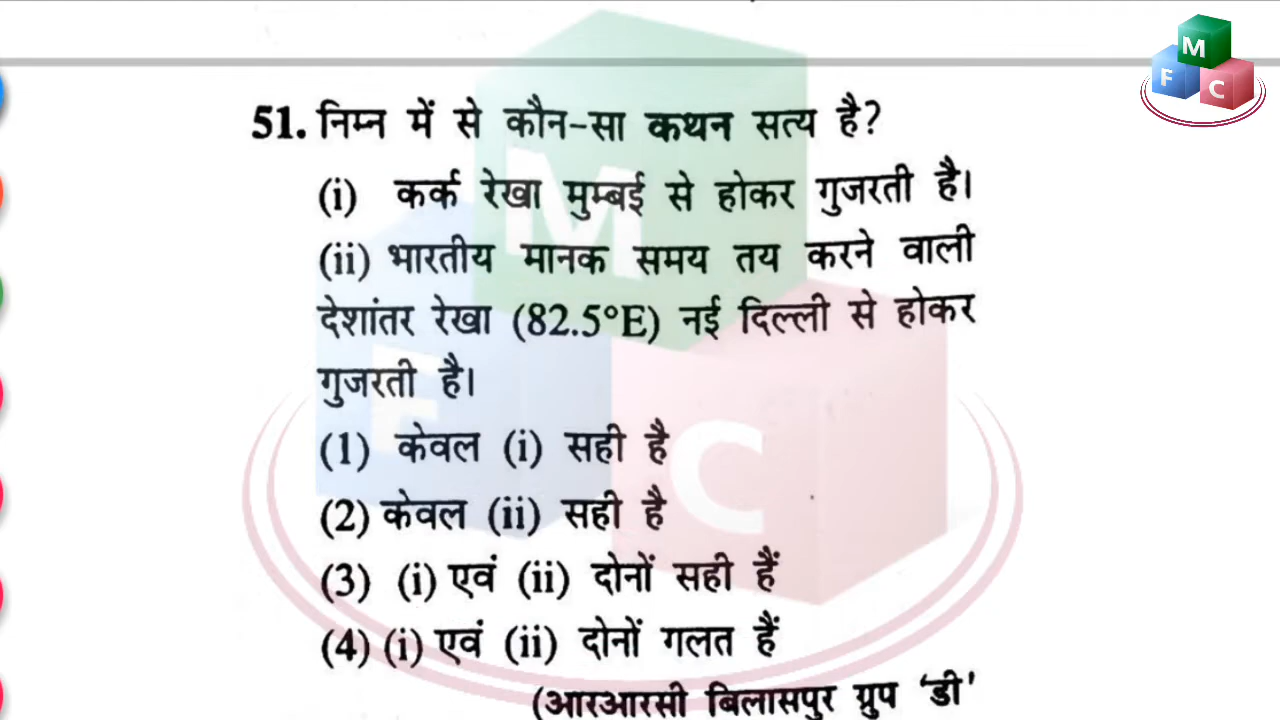 M
F
C
51. निम्न में से कौन-सा कथन सत्य है?
(i) कर्क रेखा मुम्बई से होकर गुजरती है।
(ii) भारतीय मानक समय तय करने वाली
देशांतर रेखा (82.5°E) नई दिल्ली से होकर
गुजरती है।
(1) केवल (i) सही है
(2) केवल (ii) सही है
(3) (i) एवं (ii) दोनों सही हैं
(4) (i) एवं (ii) दोनों गलत हैं
(आरआरसी बिलासपुर ग्रुप ‘डी’